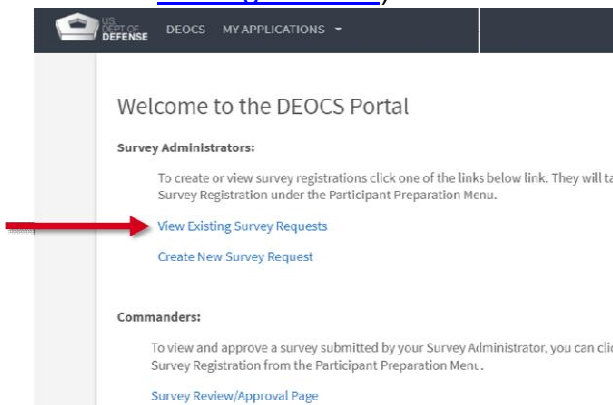 U.S.
DEPT OF
DEFENSE DEOCS MY APPLICATIONS
Welcome to the DEOCS Portal
Survey Administrators:
To create or view survey registrations click one of the links below link. They will ta
Survey Registration under the Participant Preparation Menu.
View Existing Survey Requests
Create New Survey Request
Commanders:
To view and approve a survey submitted by your Survey Administrator, you can clic
Survey Registration from the Participant Preparation Menu.
Survey Review/Approval Page